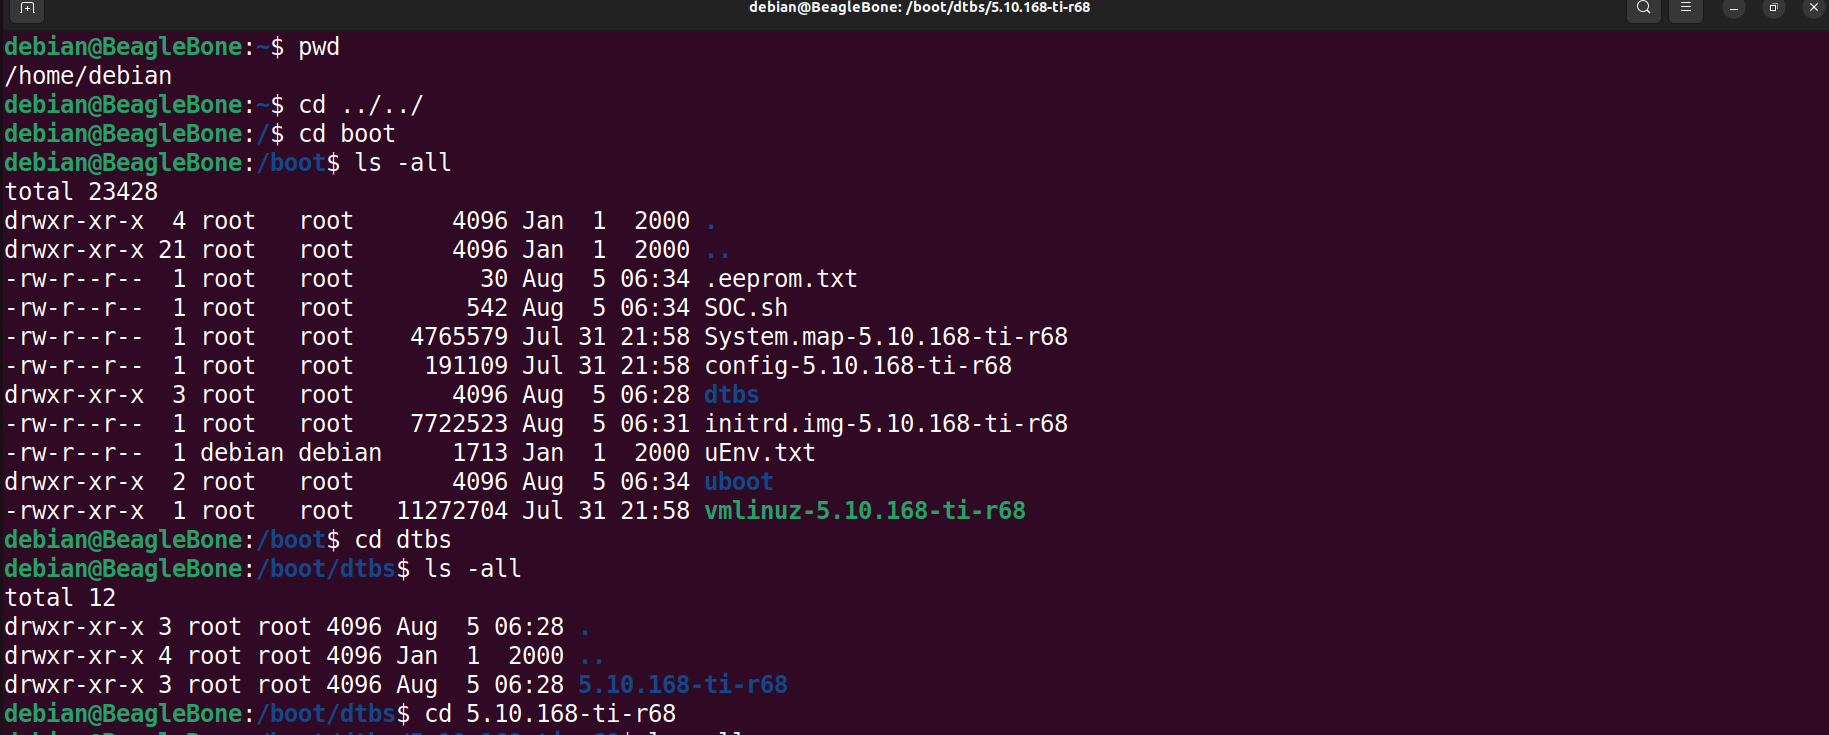 debian@BeagleBone: /boot/dtbs/5.10.168-ti-r68
debian@BeagleBone:~$ pwd
/home/debian
debian@BeagleBone:~$ cd ../../
debian@BeagleBone:/$ cd boot
debian@BeagleBone:/boot$ ls -all
total 23428
drwxr-xr-x  4 root   root       4096 Jan  1  2000 .
drwxr-xr-x 21 root   root       4096 Jan  1  2000 ..
-rw-r--r--  1 root   root         30 Aug  5 06:34 .eeprom.txt
-rw-r--r--  1 root   root        542 Aug  5 06:34 SOC.sh
-rw-r--r--  1 root   root    4765579 Jul 31 21:58 System.map-5.10.168-ti-r68
-rw-r--r--  1 root   root     191109 Jul 31 21:58 config-5.10.168-ti-r68
drwxr-xr-x  3 root   root       4096 Aug  5 06:28 dtbs
-rw-r--r--  1 root   root    7722523 Aug  5 06:31 initrd.img-5.10.168-ti-r68
-rw-r--r--  1 debian debian     1713 Jan  1  2000 uEnv.txt
drwxr-xr-x  2 root   root       4096 Aug  5 06:34 uboot
-rwxr-xr-x  1 root   root   11272704 Jul 31 21:58 vmlinuz-5.10.168-ti-r68
debian@BeagleBone:/boot$ cd dtbs
debian@BeagleBone:/boot/dtbs$ ls -all
total 12
drwxr-xr-x 3 root root 4096 Aug  5 06:28 .
drwxr-xr-x 4 root root 4096 Jan  1  2000 ..
drwxr-xr-x 3 root root 4096 Aug  5 06:28 5.10.168-ti-r68
debian@BeagleBone:/boot/dtbs$ cd 5.10.168-ti-r68